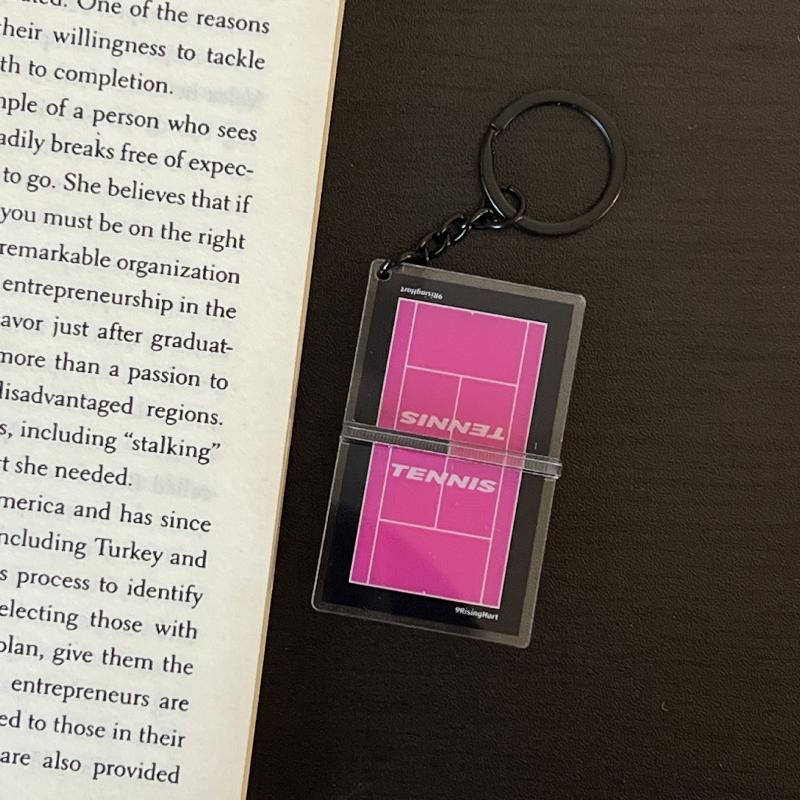 One of the reasons
their willingness to tackle
th to completion.
mple of a person who sees
adily breaks free of expec-
to go. She believes that if
you must be on the right
remarkable organization
entrepreneurship in the
avor just after graduat-
more than a passion to
disadvantaged regions.
s, including “stalking”
rt she needed.
merica and has since
ncluding Turkey and
s process to identify
electing those with
plan, give them the
entrepreneurs are
ed to those in their
are also provided
9RisingHart
TENNIS
TENNIS
9RisingHart